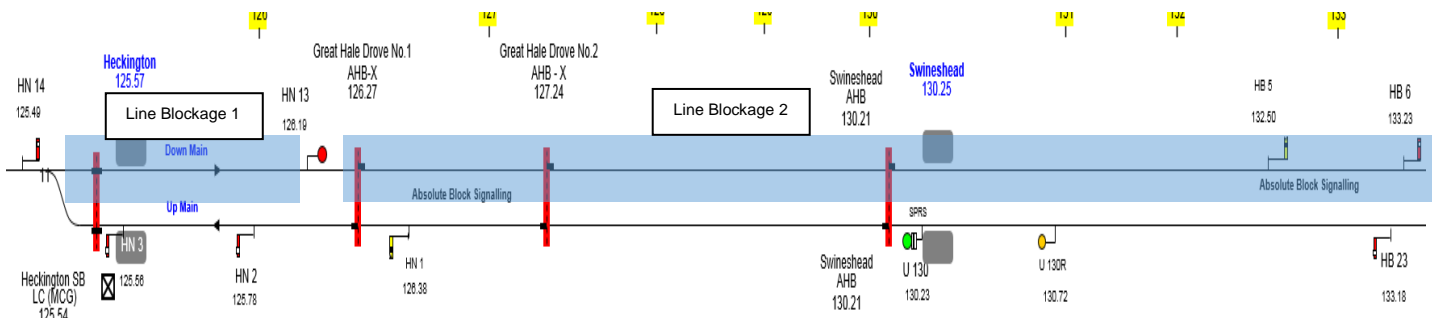 126
127
130
131
132
133
Heckington
125.57
HN 14
125.49
Line Blockage 1
HN 13
126.19
Great Hale Drove No.1
AHB-X
126.27
Great Hale Drove No.2
AHB - X
127.24
Line Blockage 2
Swineshead
AHB
130.21
Swineshead
130.25
HB 5
132.50
HB 6
133.23
Down Main
Absolute Block Signalling
Absolute Block Signalling
Up Main
SPRS
HN 3
125.56
HN 2
125.78
HN 1
126.38
Heckington SB
LC (MCG)
125.54
Swineshead
AHB
130.21
U 130
130.23
U 130R
130.72
HB 23
133.18